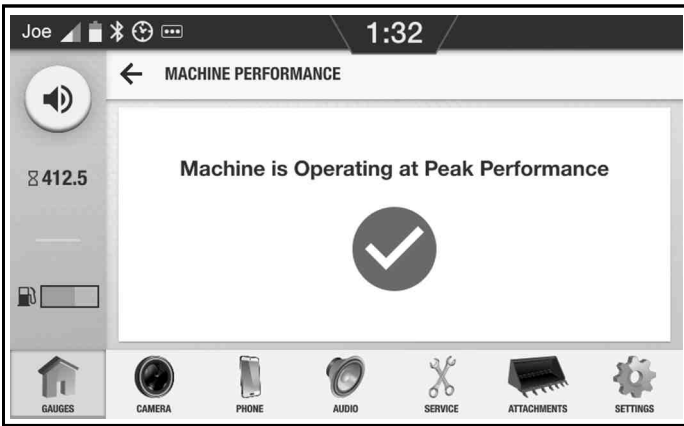 Joe
1:32
MACHINE PERFORMANCE
412.5
Machine is Operating at Peak Performance
GAUGES
CAMERA
PHONE
AUDIO
SERVICE
ATTACHMENTS
SETTINGS